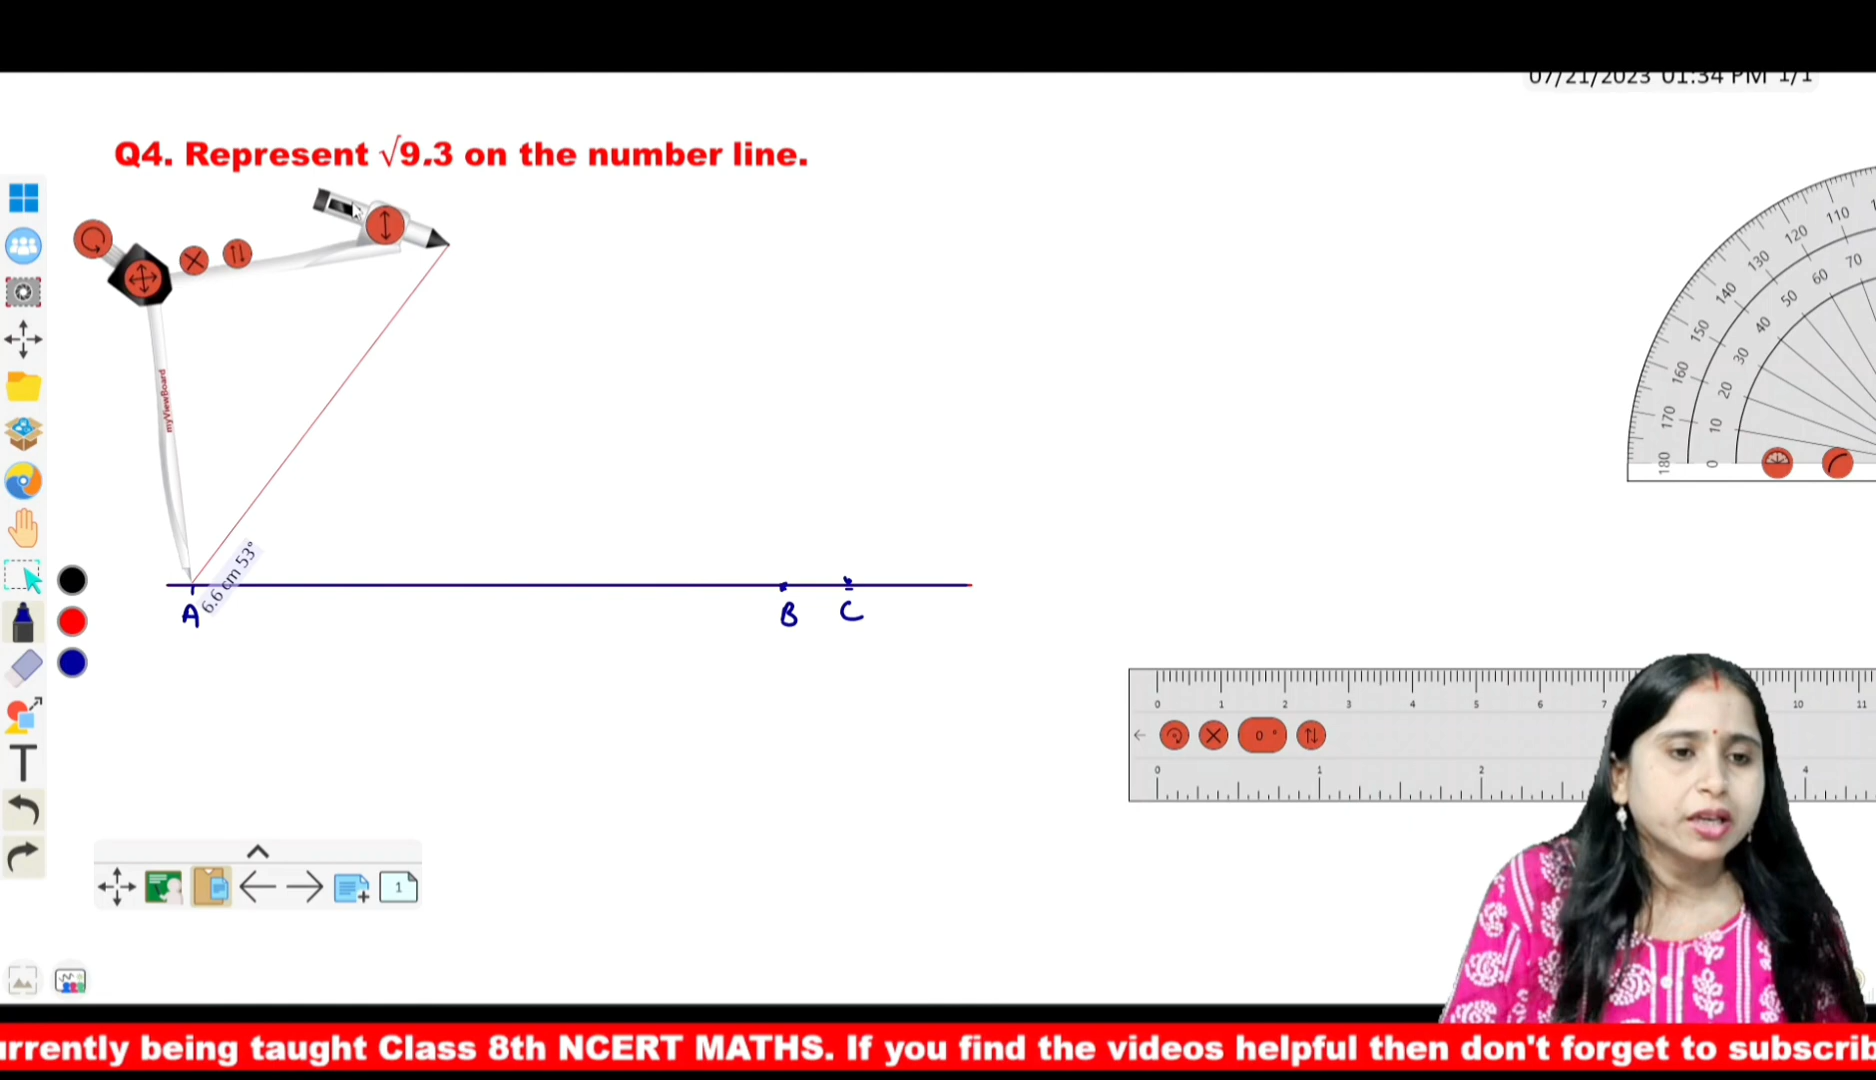 07/21/2023 01:34 PM 1/1
Q4. Represent √9.3 on the number line.
110
120
130
140
150
160
170
180
70
60
50
40
30
20
10
0
myViewBoard
6.6 cm 53°
A
B
C
0 1 2 3 4 5 6 7 10 11
0 °
0 1 2 4
T
1
urrently being taught Class 8th NCERT MATHS. If you find the videos helpful then don't forget to subscrib